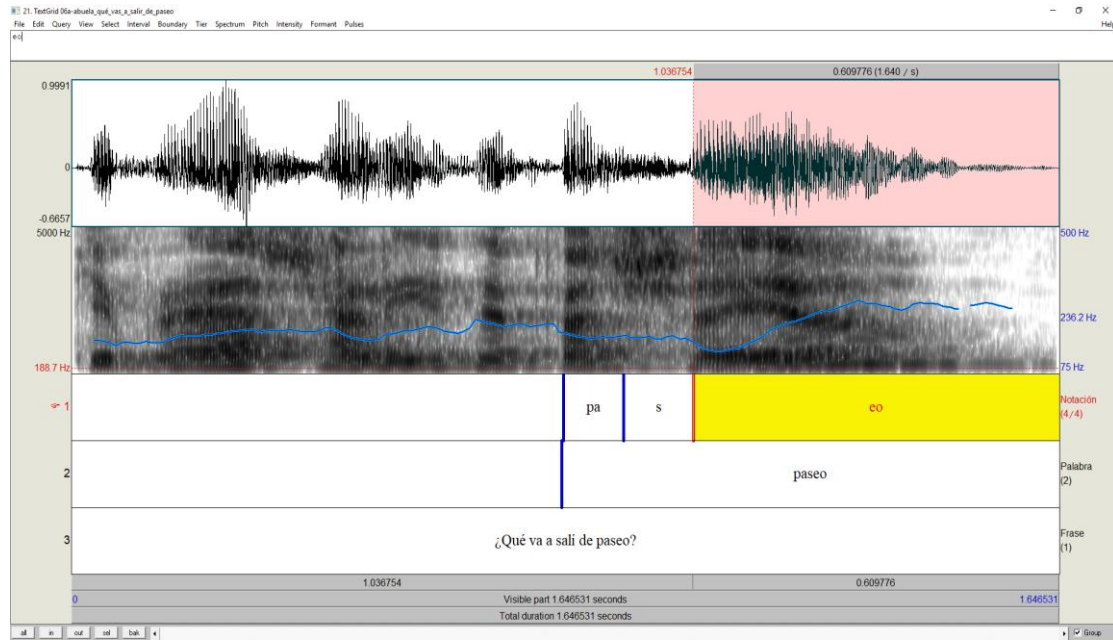 21. TextGrid 06a-abuela_qué_vas_a_salir_de_paseo
File Edit Query View Select Interval Boundary Tier Spectrum Pitch Intensity Formant Pulses Help
eo
1.036754 0.609776 (1.640 / s)
0.9991
0
-0.6657
5000 Hz 500 Hz
236.2 Hz
188.7 Hz 75 Hz
1 pa s eo Notación
(4/4)
2 paseo Palabra
(2)
3 ¿Qué va a salí de paseo? Frase
(1)
1.036754 0.609776
0 Visible part 1.646531 seconds 1.646531
Total duration 1.646531 seconds
all in out sel bak Group